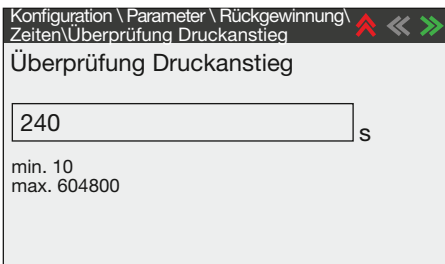 Konfiguration \ Parameter \ Rückgewinnung\
Zeiten\Überprüfung Druckanstieg
Überprüfung Druckanstieg
240
s
min. 10
max. 604800